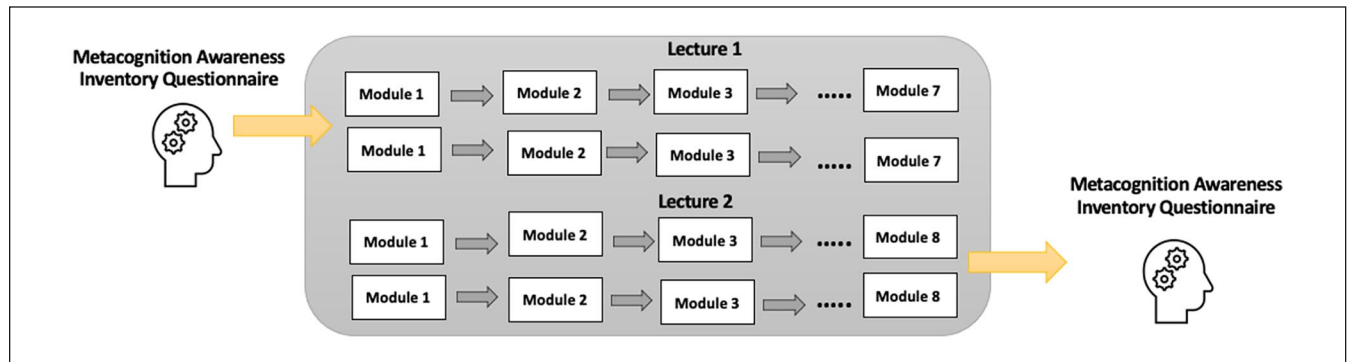 Metacognition Awareness
Inventory Questionnaire
Lecture 1
Module 1 Module 2 Module 3 ..... Module 7
Module 1 Module 2 Module 3 ..... Module 7
Lecture 2
Module 1 Module 2 Module 3 ..... Module 8
Module 1 Module 2 Module 3 ..... Module 8
Metacognition Awareness
Inventory Questionnaire